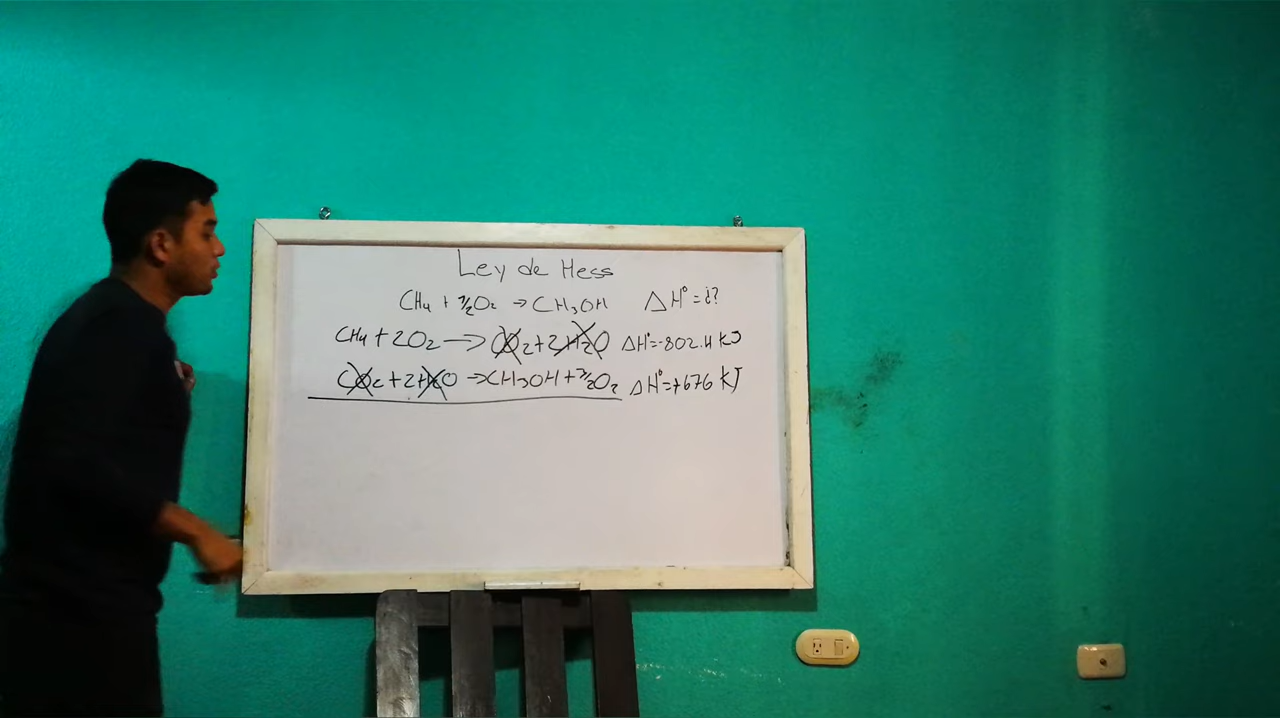 Ley de Hess
CH₄ + ½O₂ → CH₃OH ΔH° = ¿?
CH₄ + 2O₂ → CO₂ + 2H₂O ΔH° = -802.4 KJ
CO₂ + 2H₂O → CH₃OH + 3/2O₂ ΔH° = +676 KJ